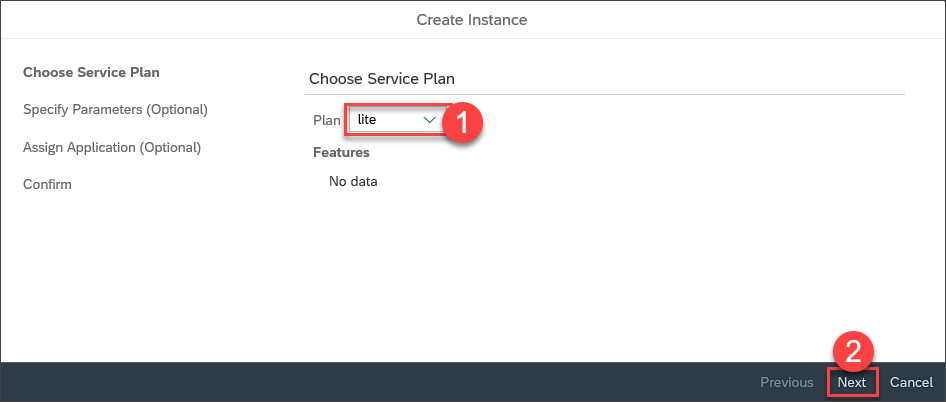 Create Instance
Choose Service Plan
Specify Parameters (Optional)
Assign Application (Optional)
Confirm
Choose Service Plan
Plan lite 1
Features
No data
2
Previous Next Cancel